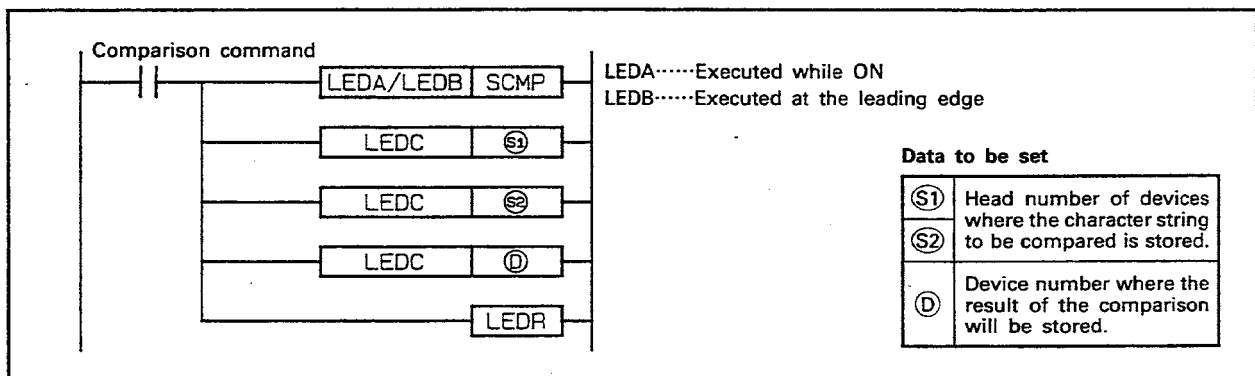 Comparison command
LEDA/LEDB SCMP
LEDA······Executed while ON
LEDB······Executed at the leading edge
LEDC S1
LEDC S2
LEDC D
LEDR
Data to be set
S1 Head number of devices
where the character string
S2 to be compared is stored.
D Device number where the
result of the comparison
will be stored.